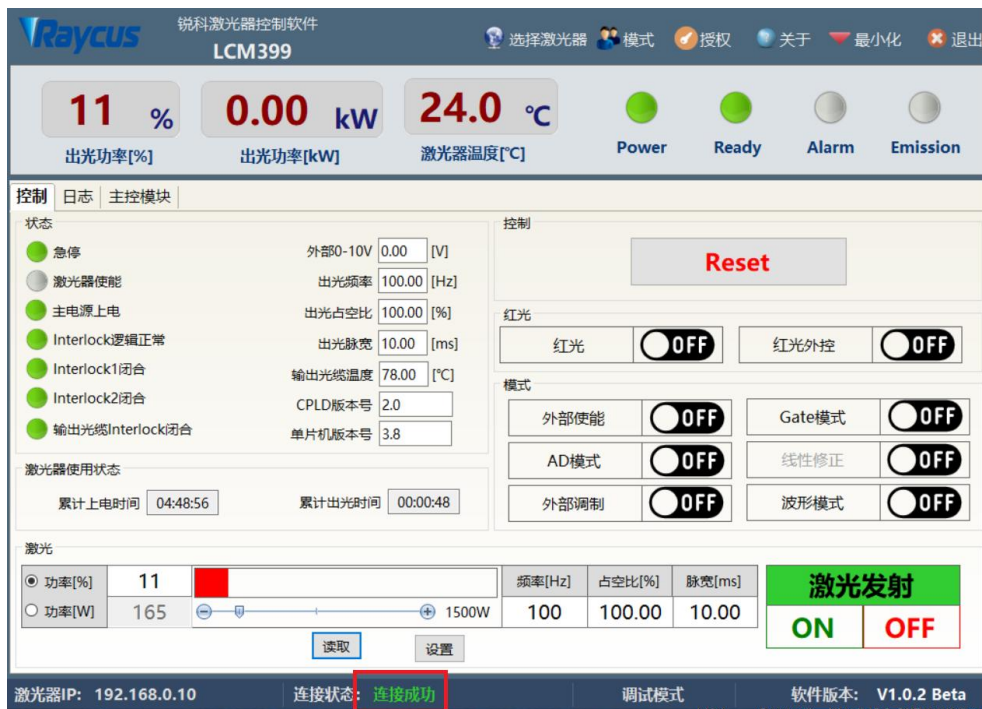 Raycus
锐科激光器控制软件
LCM399
选择激光器 模式 授权 关于 最小化 退出
11 % 0.00 kW 24.0 ℃
出光功率[%] 出光功率[kW] 激光器温度[℃] Power Ready Alarm Emission
控制 日志 主控模块
状态
急停 外部0-10V 0.00 [V]
激光器使能 出光频率 100.00 [Hz]
主电源上电 出光占空比 100.00 [%]
Interlock逻辑正常 出光脉宽 10.00 [ms]
Interlock1闭合 输出光缆温度 78.00 [℃]
Interlock2闭合 CPLD版本号 2.0
输出光缆Interlock闭合 单片机版本号 3.8
激光器使用状态
累计上电时间 04:48:56 累计出光时间 00:00:48
控制
Reset
红光
红光 OFF 红光外控 OFF
模式
外部使能 OFF Gate模式 OFF
AD模式 OFF 线性修正 OFF
外部调制 OFF 波形模式 OFF
激光
功率[%] 11 频率[Hz] 占空比[%] 脉宽[ms] 激光发射
功率[W] 165 1500W 100 100.00 10.00 ON OFF
读取 设置
激光器IP: 192.168.0.10 连接状态: 连接成功 调试模式 软件版本: V1.0.2 Beta